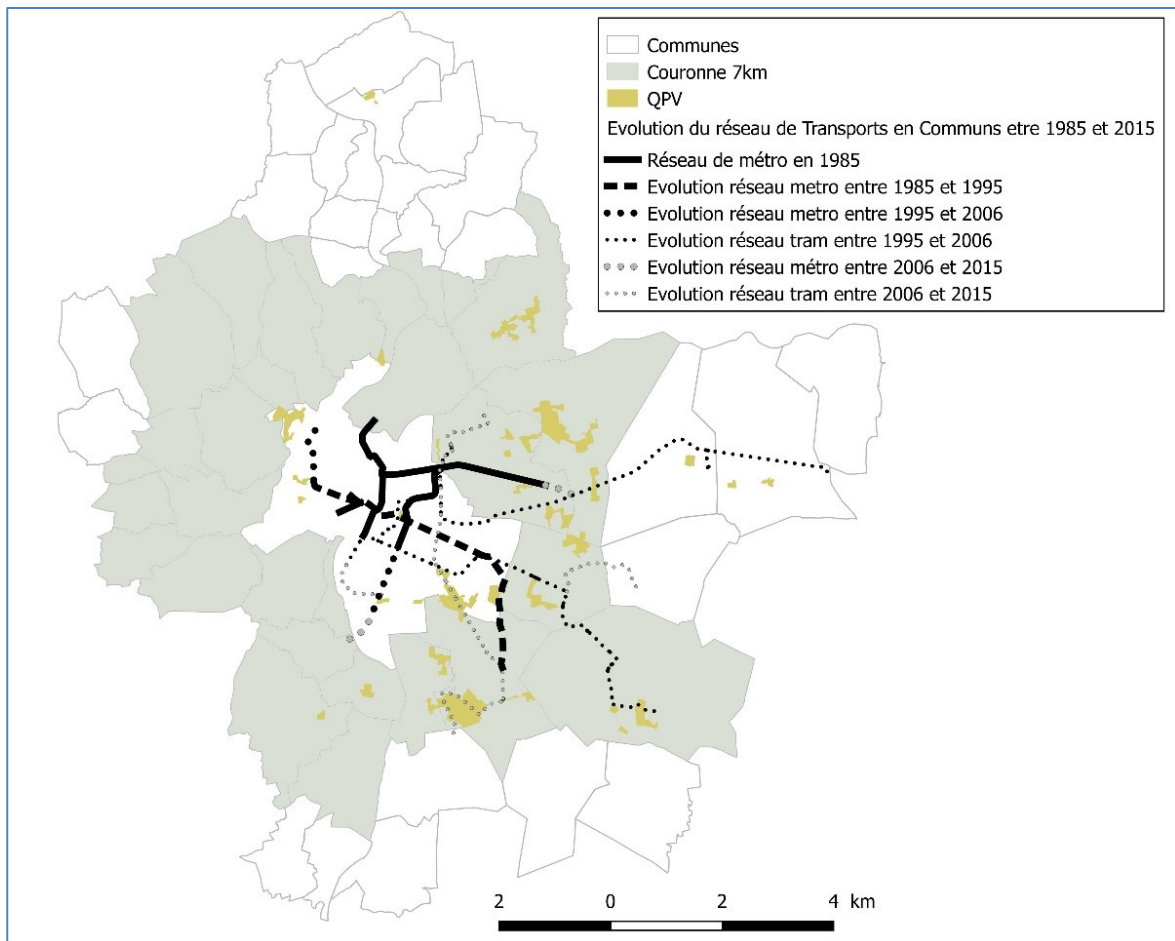 Communes
Couronne 7km
QPV
Evolution du réseau de Transports en Communs etre 1985 et 2015
Réseau de métro en 1985
Evolution réseau metro entre 1985 et 1995
Evolution réseau metro entre 1995 et 2006
Evolution réseau tram entre 1995 et 2006
Evolution réseau métro entre 2006 et 2015
Evolution réseau tram entre 2006 et 2015
2 0 2 4 km